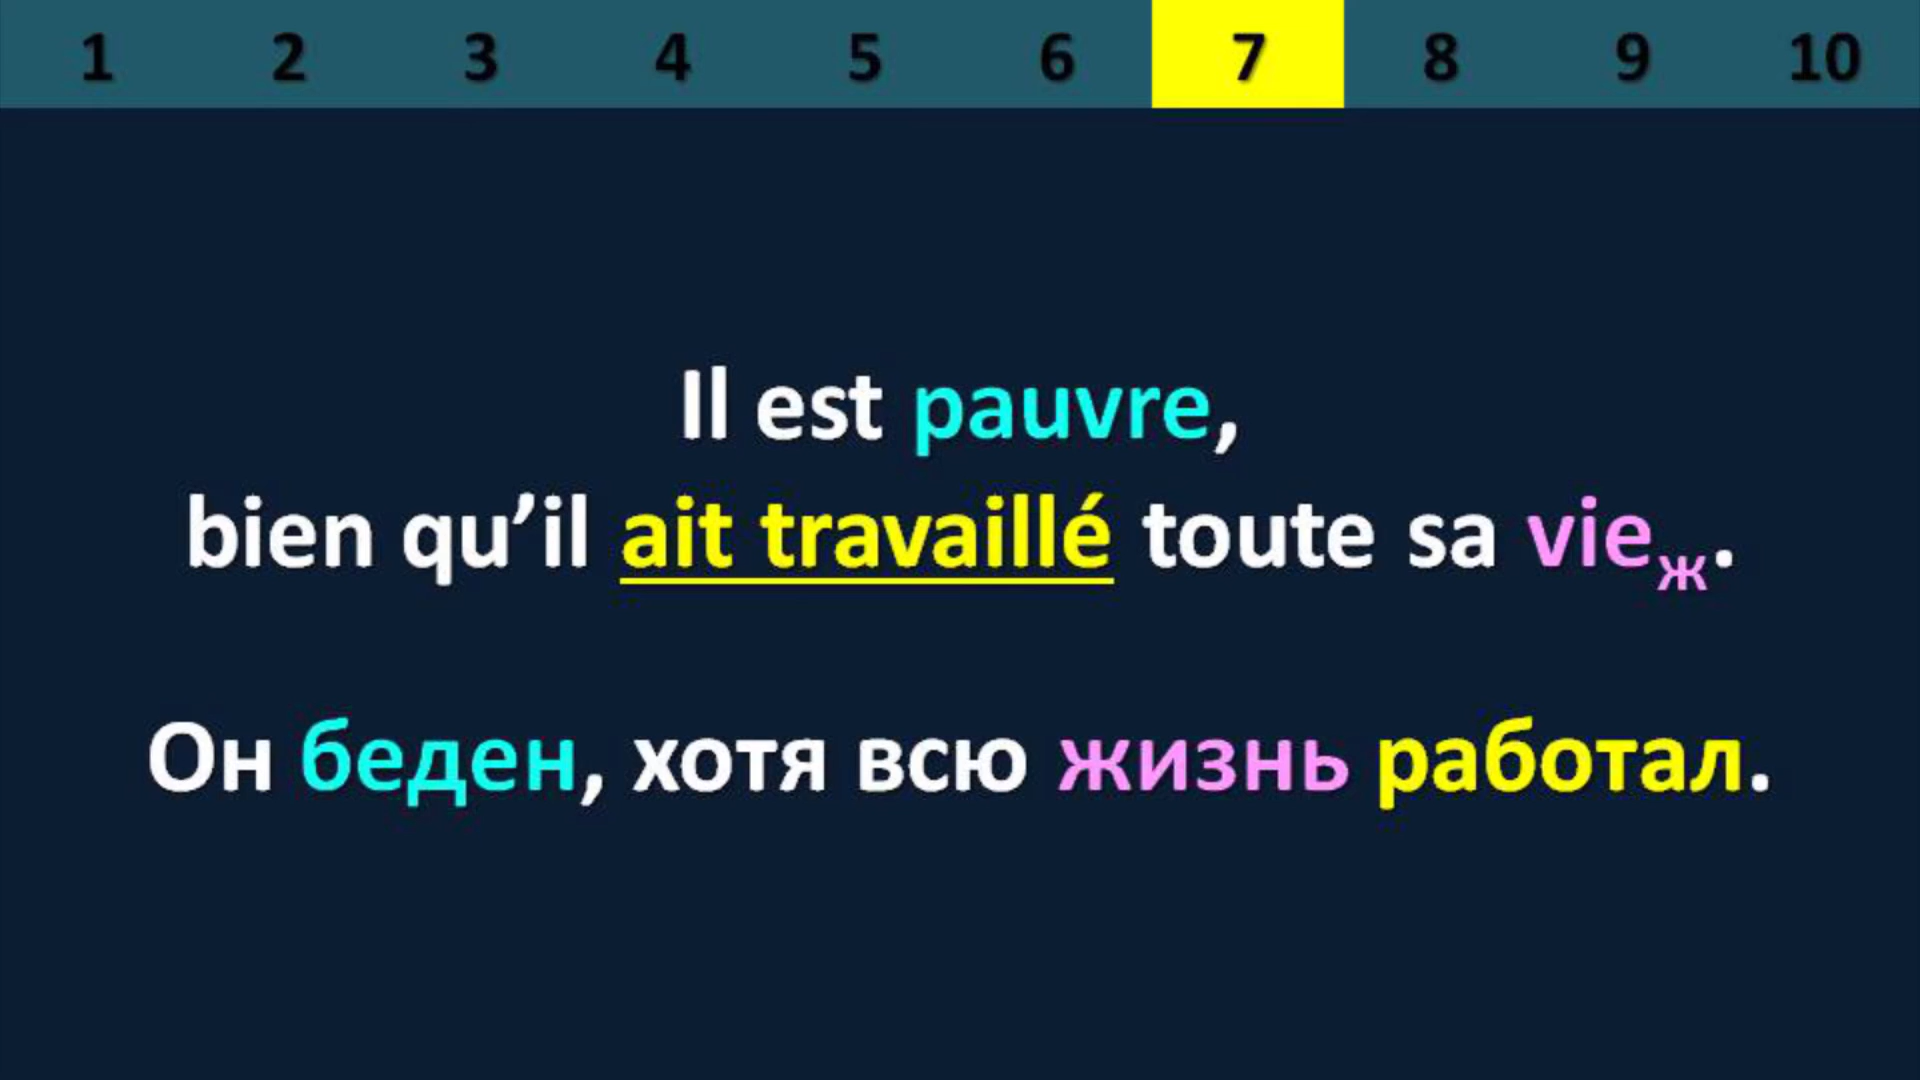 1 2 3 4 5 6 7 8 9 10
Il est pauvre,
bien qu’il ait travaillé toute sa vieж.
Он беден, хотя всю жизнь работал.